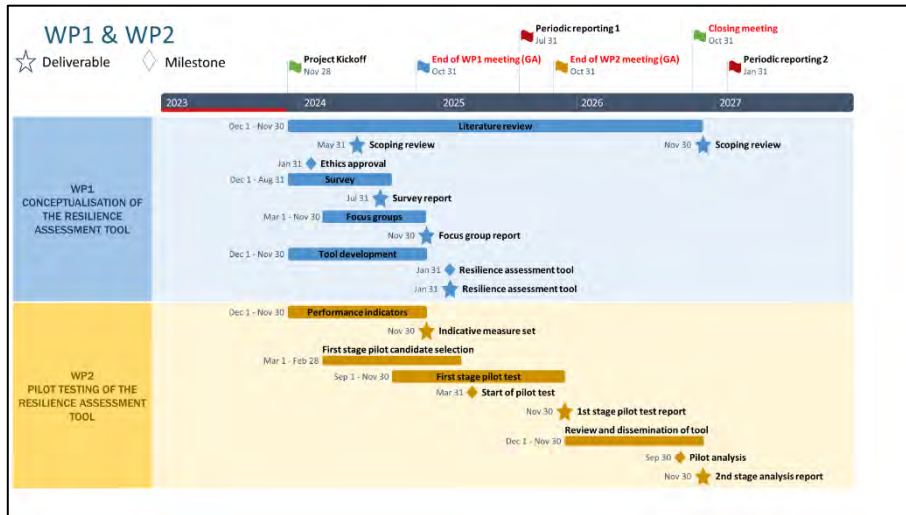 WP1 & WP2
Deliverable
Milestone
Periodic reporting 1
Jul 31
Closing meeting
Oct 31
Project Kickoff
Nov 28
End of WP1 meeting (GA)
Oct 31
End of WP2 meeting (GA)
Oct 31
Periodic reporting 2
Jan 31
2023 2024 2025 2026 2027
WP1
CONCEPTUALISATION OF
THE RESILIENCE
ASSESSMENT TOOL
Dec 1 - Nov 30 Literature review
May 31 Scoping review
Nov 30 Scoping review
Jan 31 Ethics approval
Dec 1 - Aug 31 Survey
Jul 31 Survey report
Mar 1 - Nov 30 Focus groups
Nov 30 Focus group report
Dec 1 - Nov 30 Tool development
Jan 31 Resilience assessment tool
Jan 31 Resilience assessment tool
WP2
PILOT TESTING OF THE
RESILIENCE ASSESSMENT
TOOL
Dec 1 - Nov 30 Performance indicators
Nov 30 Indicative measure set
First stage pilot candidate selection
Mar 1 - Feb 28
Sep 1 - Nov 30 First stage pilot test
Mar 31 Start of pilot test
Nov 30 1st stage pilot test report
Review and dissemination of tool
Dec 1 - Nov 30
Sep 30 Pilot analysis
Nov 30 2nd stage analysis report